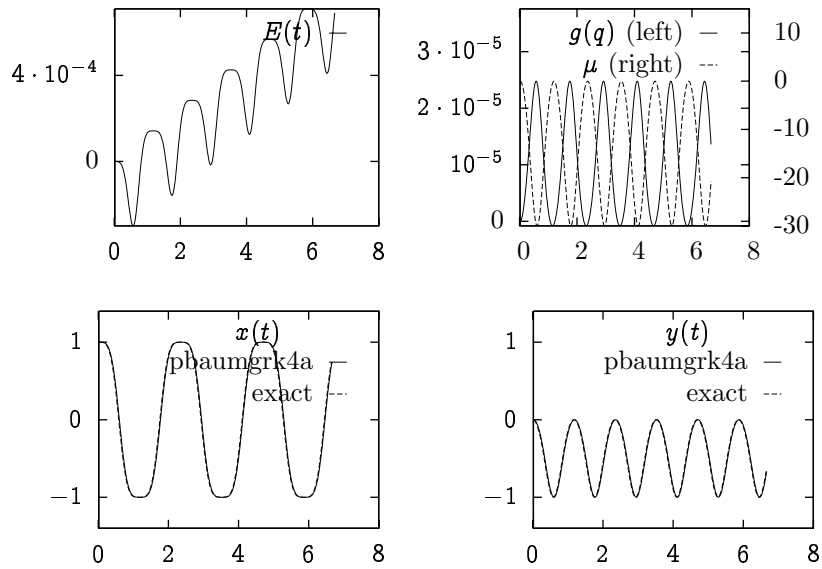 E(t)
4·10⁻⁴
0
0 2 4 6 8
g(q) (left)
μ (right)
3·10⁻⁵
2·10⁻⁵
10⁻⁵
0
10
0
-10
-20
-30
0 2 4 6 8
x(t)
pbaumgrk4a
exact
1
0
−1
0 2 4 6 8
y(t)
pbaumgrk4a
exact
1
0
−1
0 2 4 6 8